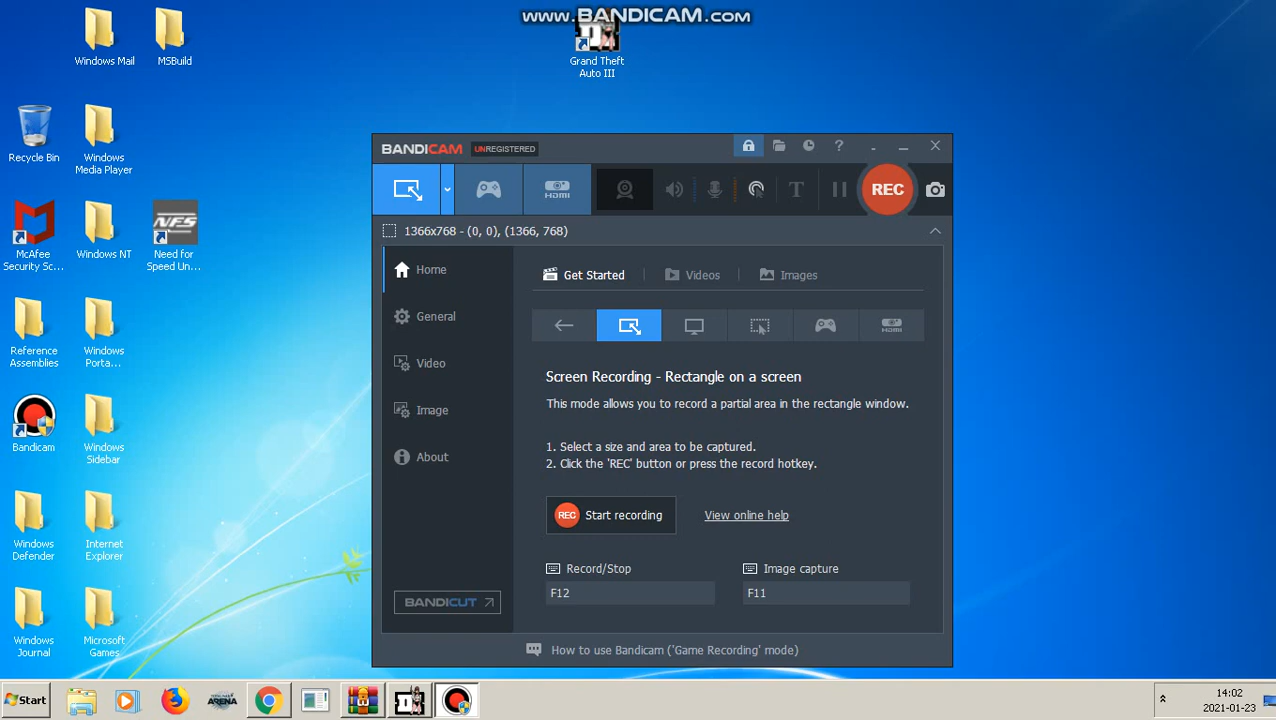 www.BANDICAM.com
Windows Mail
MSBuild
Grand Theft
Auto III
Recycle Bin
Windows
Media Player
McAfee
Security Sc...
Windows NT
NFS
Need for
Speed Un...
Reference
Assemblies
Windows
Porta...
Bandicam
Windows
Sidebar
Windows
Defender
Internet
Explorer
Windows
Journal
Microsoft
Games
BANDICAM UNREGISTERED
?
HDMI
T
REC
1366x768 - (0, 0), (1366, 768)
Home
General
Video
Image
About
BANDICUT
Get Started
Videos
Images
HDMI
Screen Recording - Rectangle on a screen
This mode allows you to record a partial area in the rectangle window.
1. Select a size and area to be captured.
2. Click the 'REC' button or press the record hotkey.
REC Start recording
View online help
Record/Stop
F12
Image capture
F11
How to use Bandicam ('Game Recording' mode)
Start
ARENA
14:02
2021-01-23